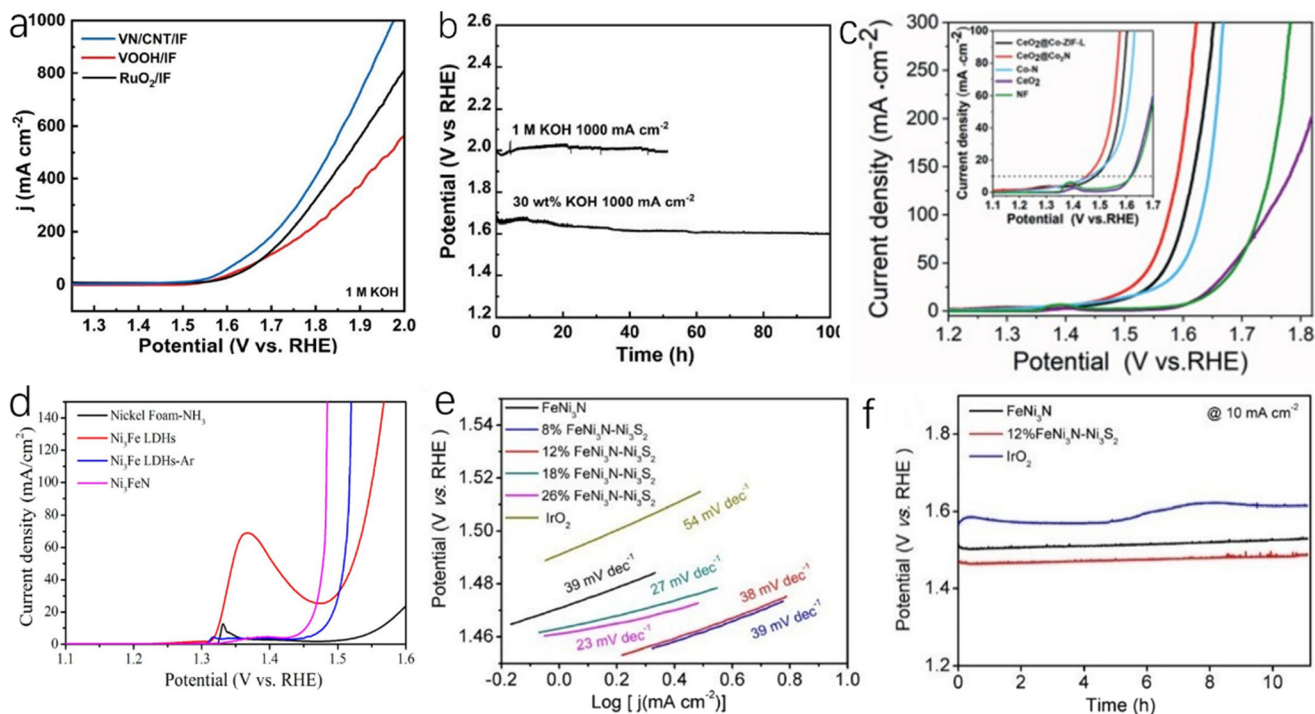 a
1000
800
600
400
200
0
j (mA cm⁻²)
VN/CNT/IF
VOOH/IF
RuO₂/IF
1 M KOH
1.3 1.4 1.5 1.6 1.7 1.8 1.9 2.0
Potential (V vs. RHE)
b
2.6
2.4
2.2
2.0
1.8
1.6
1.4
1.2
Potential (V vs RHE)
1 M KOH 1000 mA cm⁻²
30 wt% KOH 1000 mA cm⁻²
0 20 40 60 80 100
Time (h)
c
300
250
200
150
100
50
0
Current density (mA ·cm⁻²)
100
80
60
40
20
10
0
Current density (mA ·cm⁻²)
CeO₂@Co-ZIF-L
CeO₂@Co₄N
Co-N
CeO₂
NF
1.1 1.2 1.3 1.4 1.5 1.6 1.7
Potential (V vs.RHE)
1.2 1.3 1.4 1.5 1.6 1.7 1.8
Potential (V vs.RHE)
d
140
120
100
80
60
40
20
0
Current density (mA/cm²)
Nickel Foam-NH₃
Ni₃Fe LDHs
Ni₃Fe LDHs-Ar
Ni₃FeN
1.1 1.2 1.3 1.4 1.5 1.6
Potential (V vs. RHE)
e
1.54
1.52
1.50
1.48
1.46
Potential (V vs. RHE)
FeNi₃N
8% FeNi₃N-Ni₃S₂
12% FeNi₃N-Ni₃S₂
18% FeNi₃N-Ni₃S₂
26% FeNi₃N-Ni₃S₂
IrO₂
54 mV dec⁻¹
39 mV dec⁻¹
27 mV dec⁻¹
38 mV dec⁻¹
23 mV dec⁻¹
39 mV dec⁻¹
-0.2 0.0 0.2 0.4 0.6 0.8 1.0
Log [ j(mA cm⁻²)]
f
1.8
1.6
1.4
1.2
Potential (V vs. RHE)
FeNi₃N
12%FeNi₃N-Ni₃S₂
IrO₂
@ 10 mA cm⁻²
0 2 4 6 8 10
Time (h)